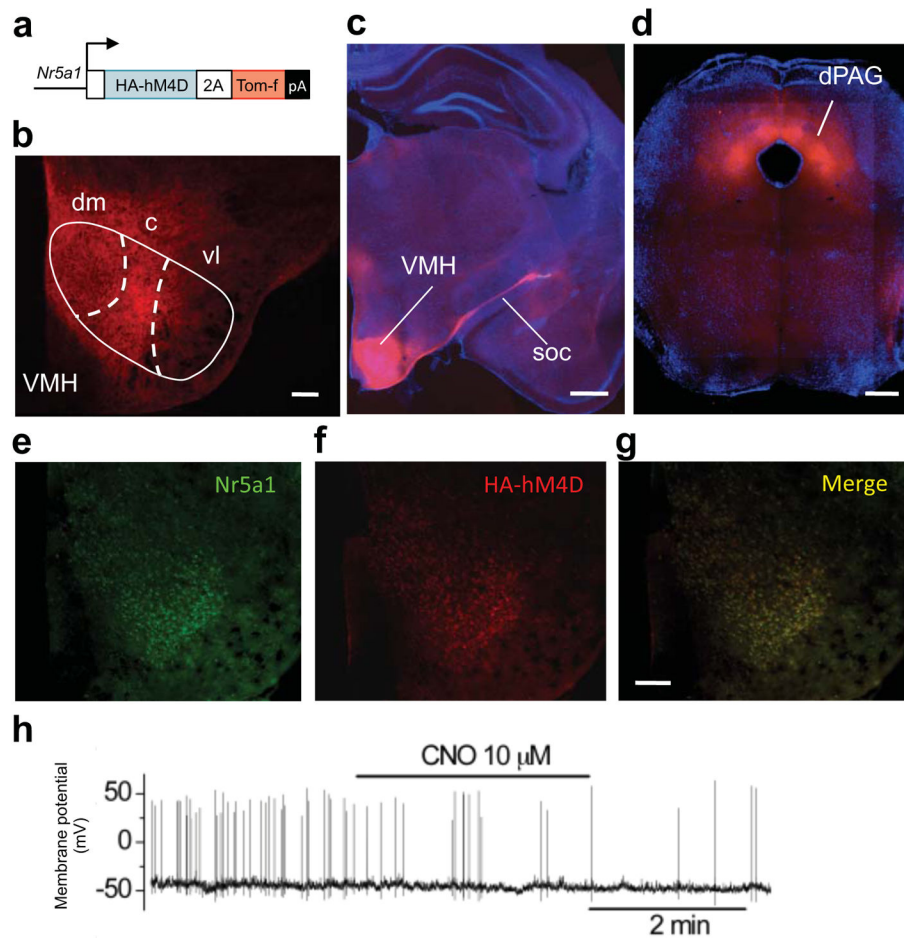 a
Nr5a1
HA-hM4D
2A
Tom-f
pA
b
dm
c
vl
VMH
c
VMH
soc
d
dPAG
e
Nr5a1
f
HA-hM4D
g
Merge
h
CNO 10 µM
Membrane potential
(mV)
50
0
-50
2 min